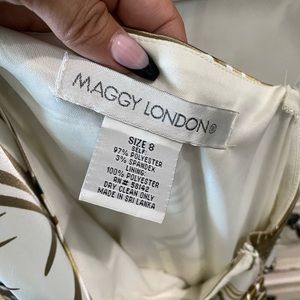 MAGGY LONDON®
SIZE 8
SELF:
97% POLYESTER
3% SPANDEX
LINING:
100% POLYESTER
RN# 58142
DRY CLEAN ONLY
MADE IN SRI LANKA